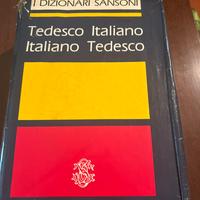 I DIZIONARI SANSONI
Tedesco Italiano
Italiano Tedesco